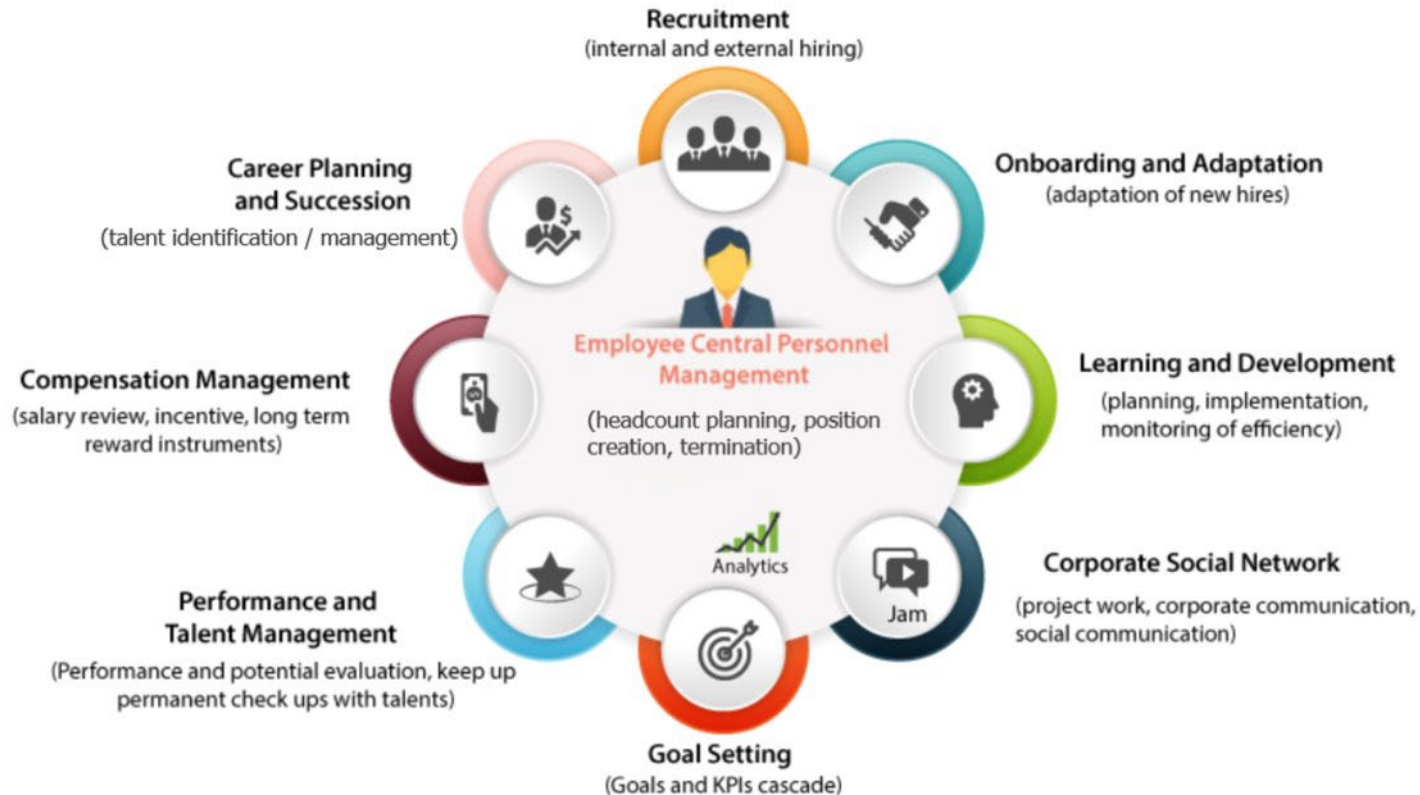 Recruitment
(internal and external hiring)
Onboarding and Adaptation
(adaptation of new hires)
Learning and Development
(planning, implementation,
monitoring of efficiency)
Corporate Social Network
(project work, corporate communication,
social communication)
Jam
Goal Setting
(Goals and KPIs cascade)
Performance and
Talent Management
(Performance and potential evaluation, keep up
permanent check ups with talents)
Compensation Management
(salary review, incentive, long term
reward instruments)
Career Planning
and Succession
(talent identification / management)
Employee Central Personnel
Management
(headcount planning, position
creation, termination)
Analytics